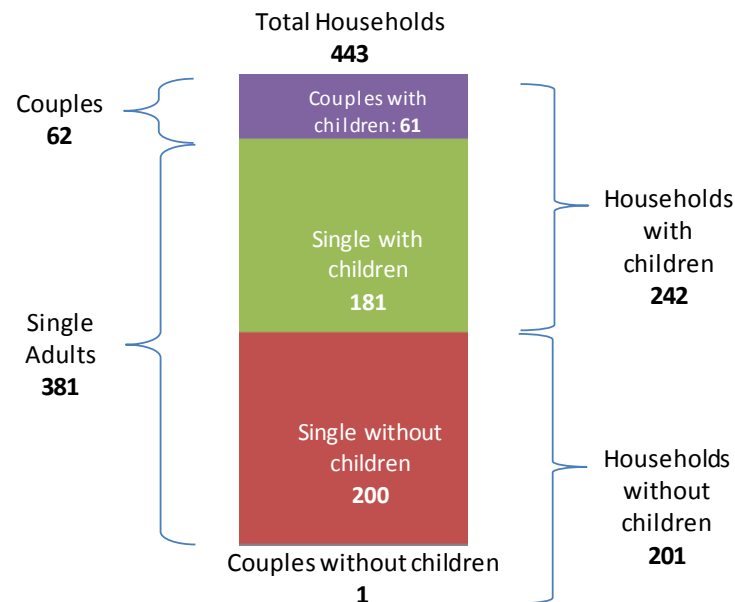 Total Households
443
Couples
62
Couples with
children: 61
Single with
children
181
Households
with
children
242
Single
Adults
381
Single without
children
200
Households
without
children
201
Couples without children
1